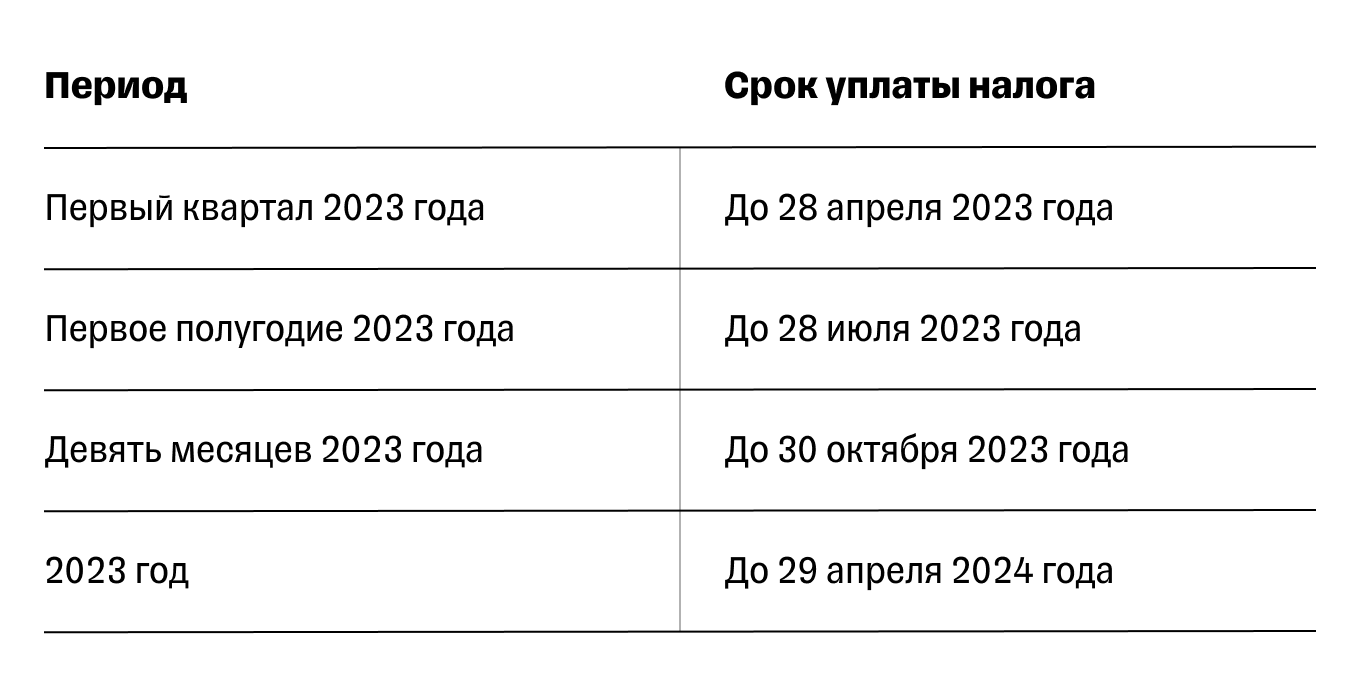 Период Срок уплаты налога
Первый квартал 2023 года До 28 апреля 2023 года
Первое полугодие 2023 года До 28 июля 2023 года
Девять месяцев 2023 года До 30 октября 2023 года
2023 год До 29 апреля 2024 года